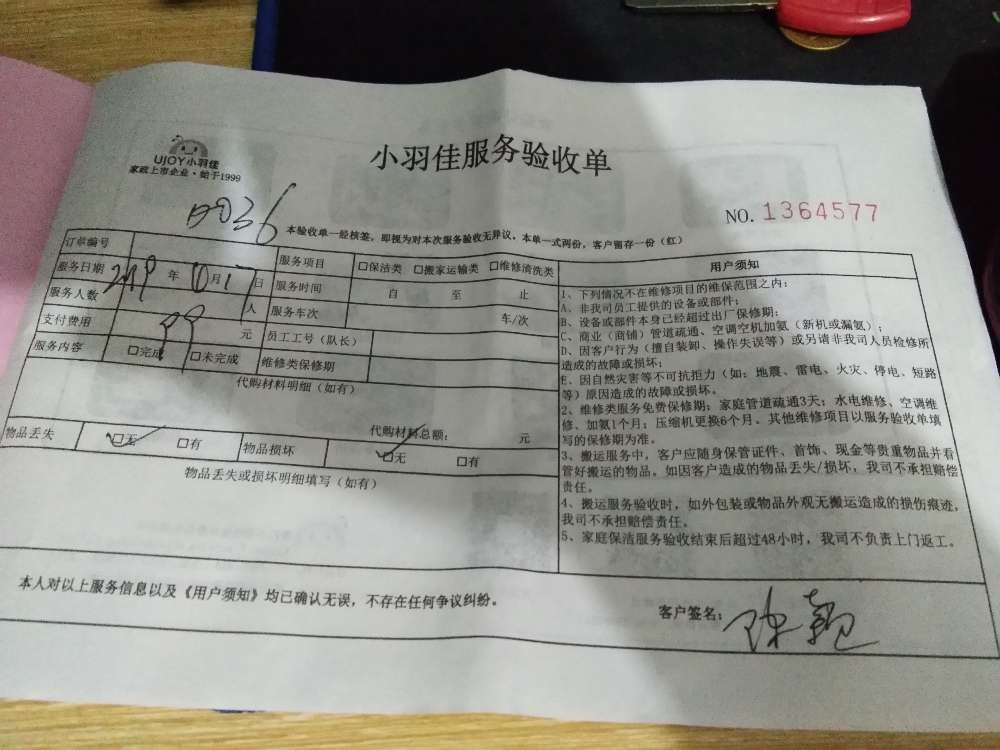 UJOY小羽佳
家政上市企业·始于1999
小羽佳服务验收单
NO. 1364577
本验收单一经核签，即视为对本次服务验收无异议。本单一式两份，客户留存一份（红）
订单编号 服务项目 □保洁类 □搬家运输类 □维修清洗类
服务日期 2019 年 10月17日 服务时间 自 至 止
服务人数 人 服务车次 车/次
支付费用 99 元 员工工号（队长）
服务内容 □完成 □未完成 维修类保修期
代购材料明细（如有）
代购材料总额： 元
物品丢失 □无 □有 物品损坏 □无 □有
物品丢失或损坏明细填写（如有）
用户须知
1、下列情况不在维修项目的维保范围之内：
A、非我司员工提供的设备或部件；
B、设备或部件本身已经超过出厂保修期；
C、商业（商铺）管道疏通、空调空机加氨（新机或漏氨）；
D、因客户行为（擅自装卸、操作失误等）或另请非我司人员检修所
造成的故障或损坏；
E、因自然灾害等不可抗拒力（如：地震、雷电、火灾、停电、短路
等）原因造成的故障或损坏。
2、维修类服务免费保修期：家庭管道疏通3天；水电维修、空调维
修、加氨1个月；压缩机更换6个月。其他维修项目以服务验收单填
写的保修期为准。
3、搬运服务中，客户应随身保管证件、首饰、现金等贵重物品并看
管好搬运的物品。如因客户造成的物品丢失/损坏，我司不承担赔偿
责任。
4、搬运服务验收时，如外包装或物品外观无搬运造成的损伤痕迹，
我司不承担赔偿责任。
5、家庭保洁服务验收结束后超过48小时，我司不负责上门返工。
本人对以上服务信息以及《用户须知》均已确认无误，不存在任何争议纠纷。
客户签名：